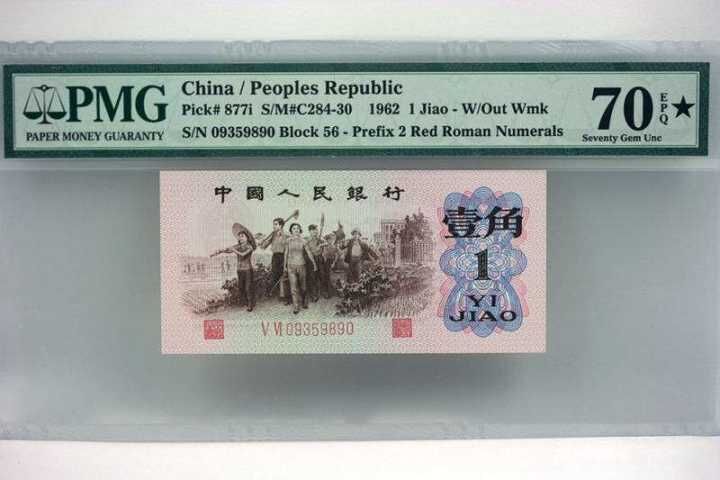 PMG
PAPER MONEY GUARANTY
China / Peoples Republic
Pick# 877i S/M#C284-30 1962 1 Jiao - W/Out Wmk
S/N 09359890 Block 56 - Prefix 2 Red Roman Numerals
70 EPQ ★
Seventy Gem Unc
中國人民銀行
壹角
1
YI
JIAO
V VI 09359890